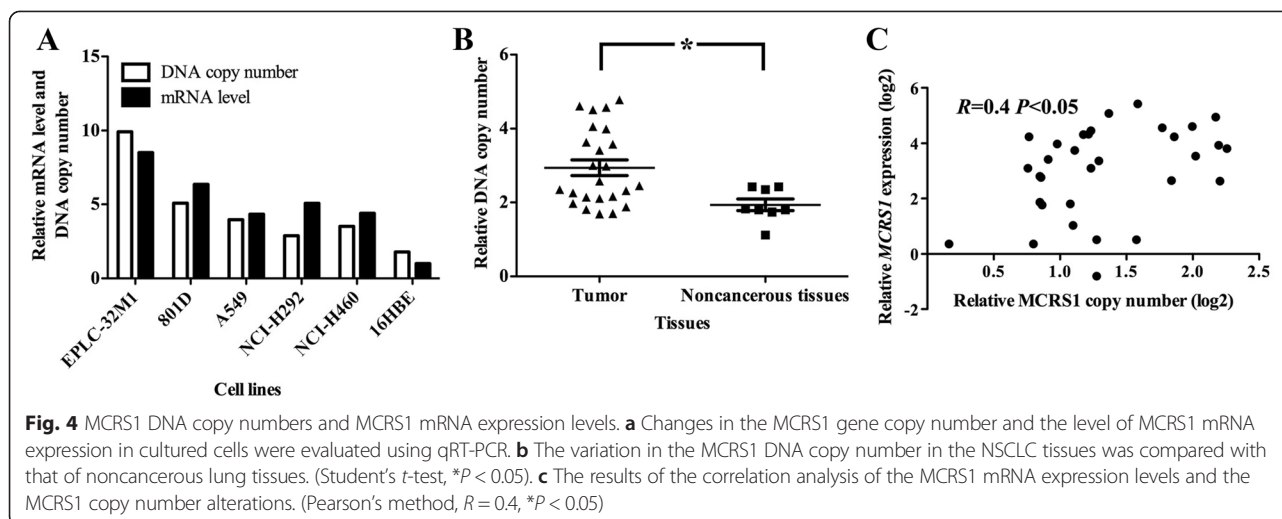 A
Relative mRNA level and
DNA copy number
15
10
5
0
DNA copy number
mRNA level
EPLC-32M1
801D
A549
NCI-H292
NCI-H460
16HBE
Cell lines
B
Relative DNA copy number
6
4
2
0
*
Tumor
Noncancerous tissues
Tissues
C
Relative MCRS1 expression (log2)
6
4
2
0
-2
R=0.4 P<0.05
0.5
1.0
1.5
2.0
2.5
Relative MCRS1 copy number (log2)
Fig. 4 MCRS1 DNA copy numbers and MCRS1 mRNA expression levels. a Changes in the MCRS1 gene copy number and the level of MCRS1 mRNA
expression in cultured cells were evaluated using qRT-PCR. b The variation in the MCRS1 DNA copy number in the NSCLC tissues was compared with
that of noncancerous lung tissues. (Student's t-test, *P < 0.05). c The results of the correlation analysis of the MCRS1 mRNA expression levels and the
MCRS1 copy number alterations. (Pearson's method, R = 0.4, *P < 0.05)